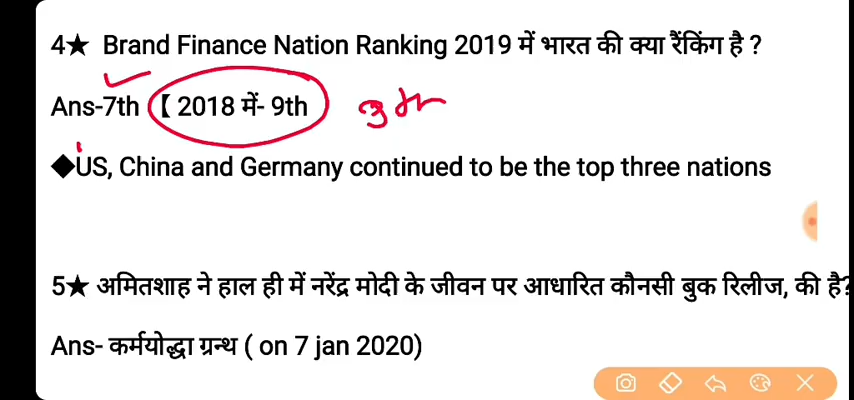 4★ Brand Finance Nation Ranking 2019 में भारत की क्या रैंकिंग है ?
Ans-7th 【 2018 में- 9th
◆US, China and Germany continued to be the top three nations
5★ अमितशाह ने हाल ही में नरेंद्र मोदी के जीवन पर आधारित कौनसी बुक रिलीज, की है?
Ans- कर्मयोद्धा ग्रन्थ ( on 7 jan 2020)